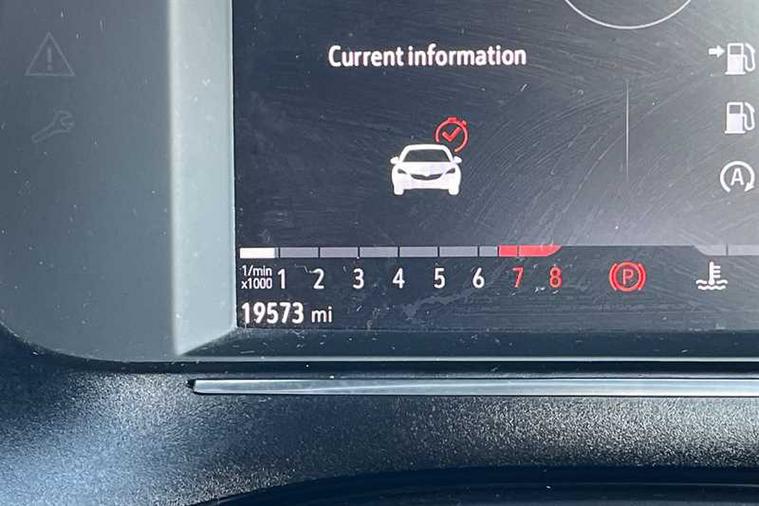 Current information
A
1/min
x1000
1 2 3 4 5 6 7 8
P
19573 mi